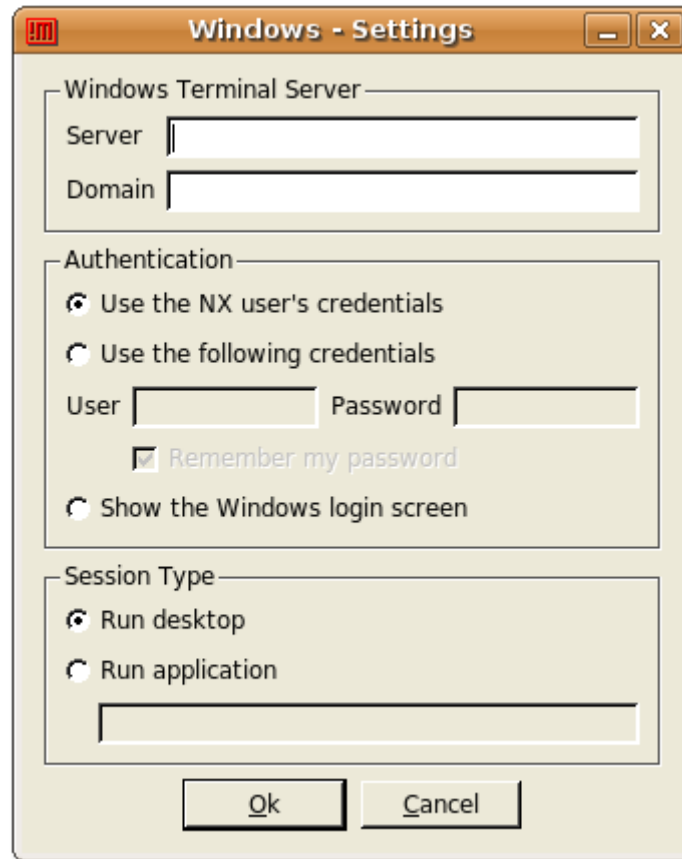 !M Windows - Settings
Windows Terminal Server
Server
Domain
Authentication
Use the NX user's credentials
Use the following credentials
User Password
Remember my password
Show the Windows login screen
Session Type
Run desktop
Run application
Ok Cancel